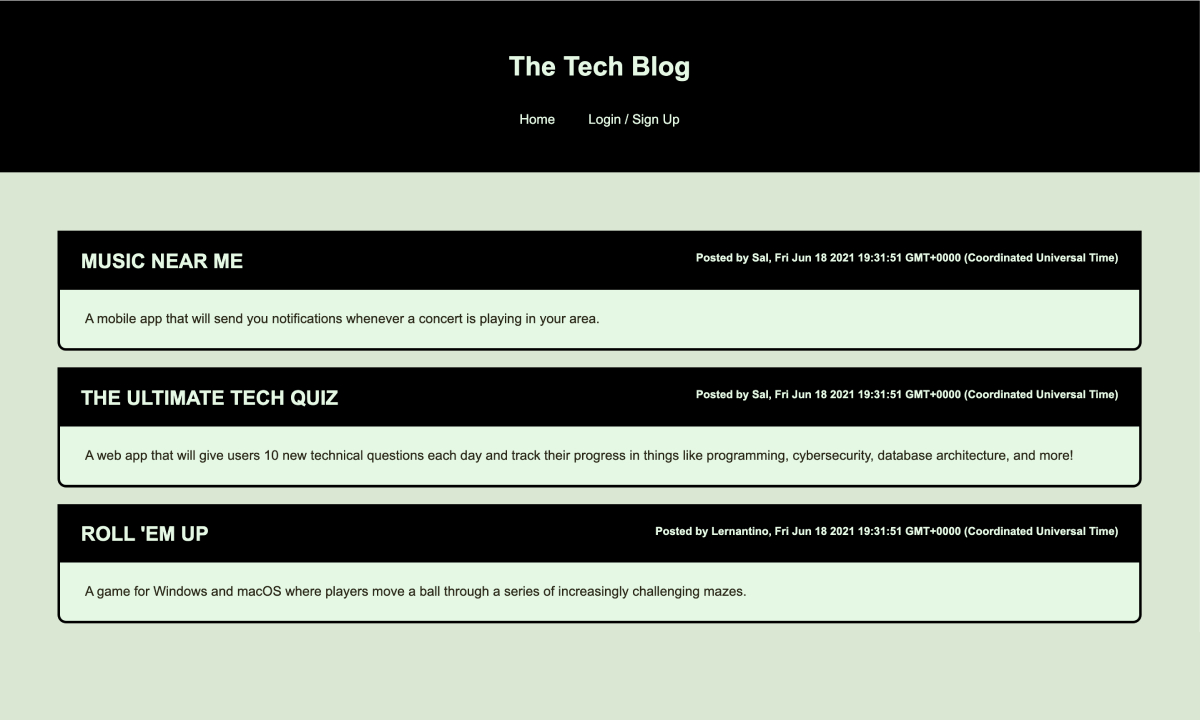 The Tech Blog
Home Login / Sign Up
MUSIC NEAR ME Posted by Sal, Fri Jun 18 2021 19:31:51 GMT+0000 (Coordinated Universal Time)
A mobile app that will send you notifications whenever a concert is playing in your area.
THE ULTIMATE TECH QUIZ Posted by Sal, Fri Jun 18 2021 19:31:51 GMT+0000 (Coordinated Universal Time)
A web app that will give users 10 new technical questions each day and track their progress in things like programming, cybersecurity, database architecture, and more!
ROLL 'EM UP Posted by Lernantino, Fri Jun 18 2021 19:31:51 GMT+0000 (Coordinated Universal Time)
A game for Windows and macOS where players move a ball through a series of increasingly challenging mazes.